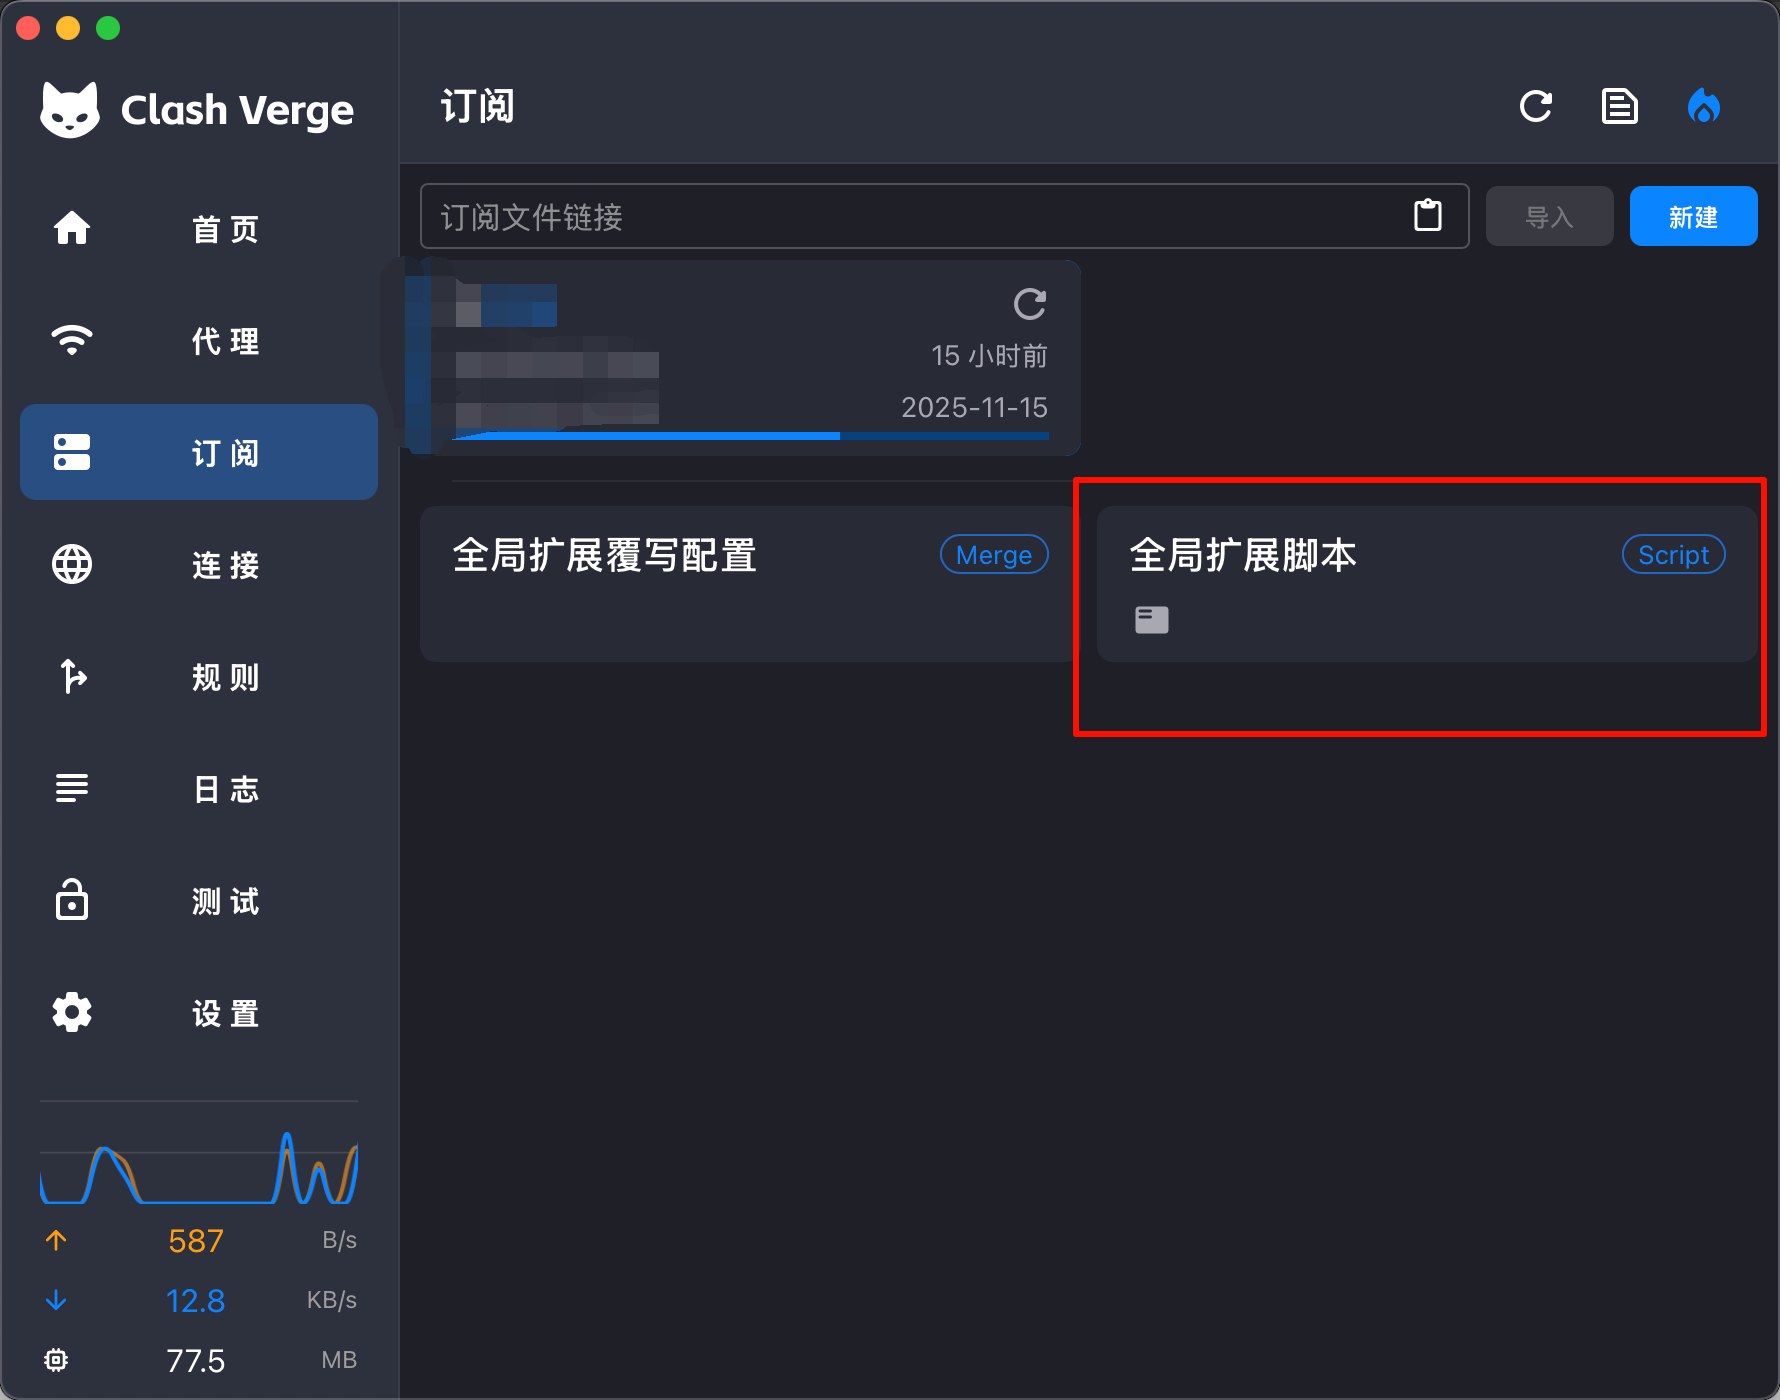 Clash Verge
首 页
代 理
订 阅
连 接
规 则
日 志
测 试
设 置
587 B/s
12.8 KB/s
77.5 MB
订阅
订阅文件链接
导入
新建
15 小时前
2025-11-15
全局扩展覆写配置
Merge
全局扩展脚本
Script